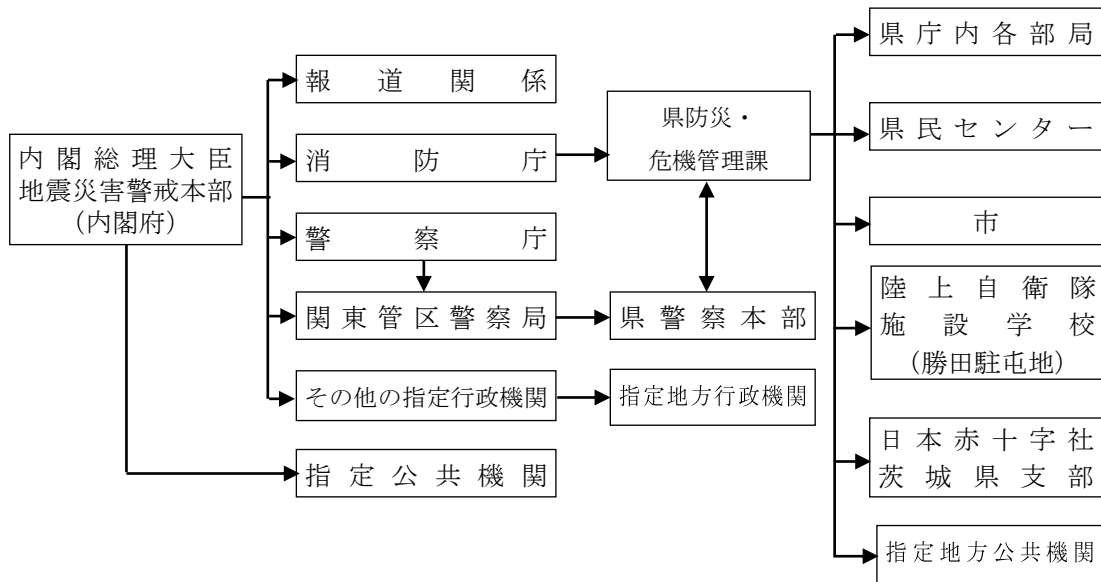 内閣総理大臣
地震災害警戒本部
（内閣府）
報道関係
消防庁
警察庁
関東管区警察局
その他の指定行政機関
指定公共機関
県防災・
危機管理課
県警察本部
指定地方行政機関
県庁内各部局
県民センター
市
陸上自衛隊
施設学校
（勝田駐屯地）
日本赤十字社
茨城県支部
指定地方公共機関